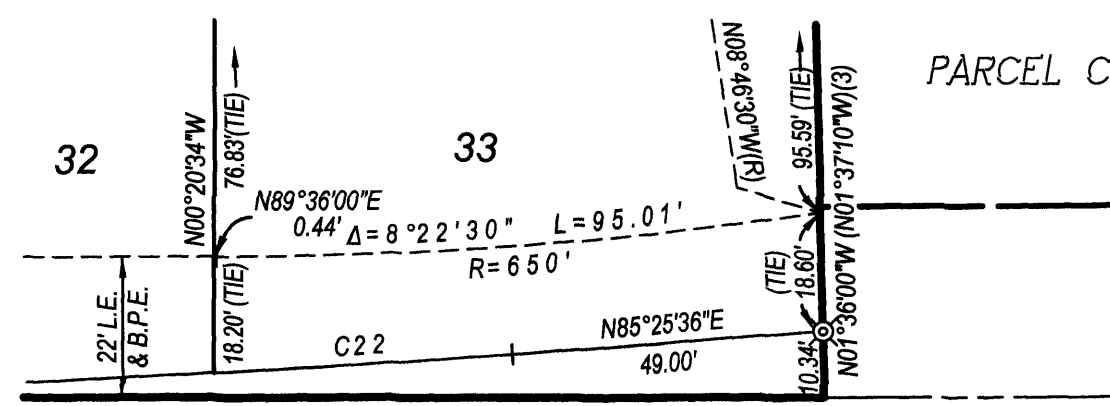 PARCEL C
32
33
N00°20'34"W
76.83'(TIE)
N08°46'30"W(R)
95.59' (TIE)
N01°36'00"W (N01°37'10"W)(3)
N89°36'00"E
0.44'
Δ=8°22'30" L=95.01'
R=650'
22' L.E.
& B.P.E.
18.20' (TIE)
(TIE)
18.60'
C22
N85°25'36"E
49.00'
10.34'